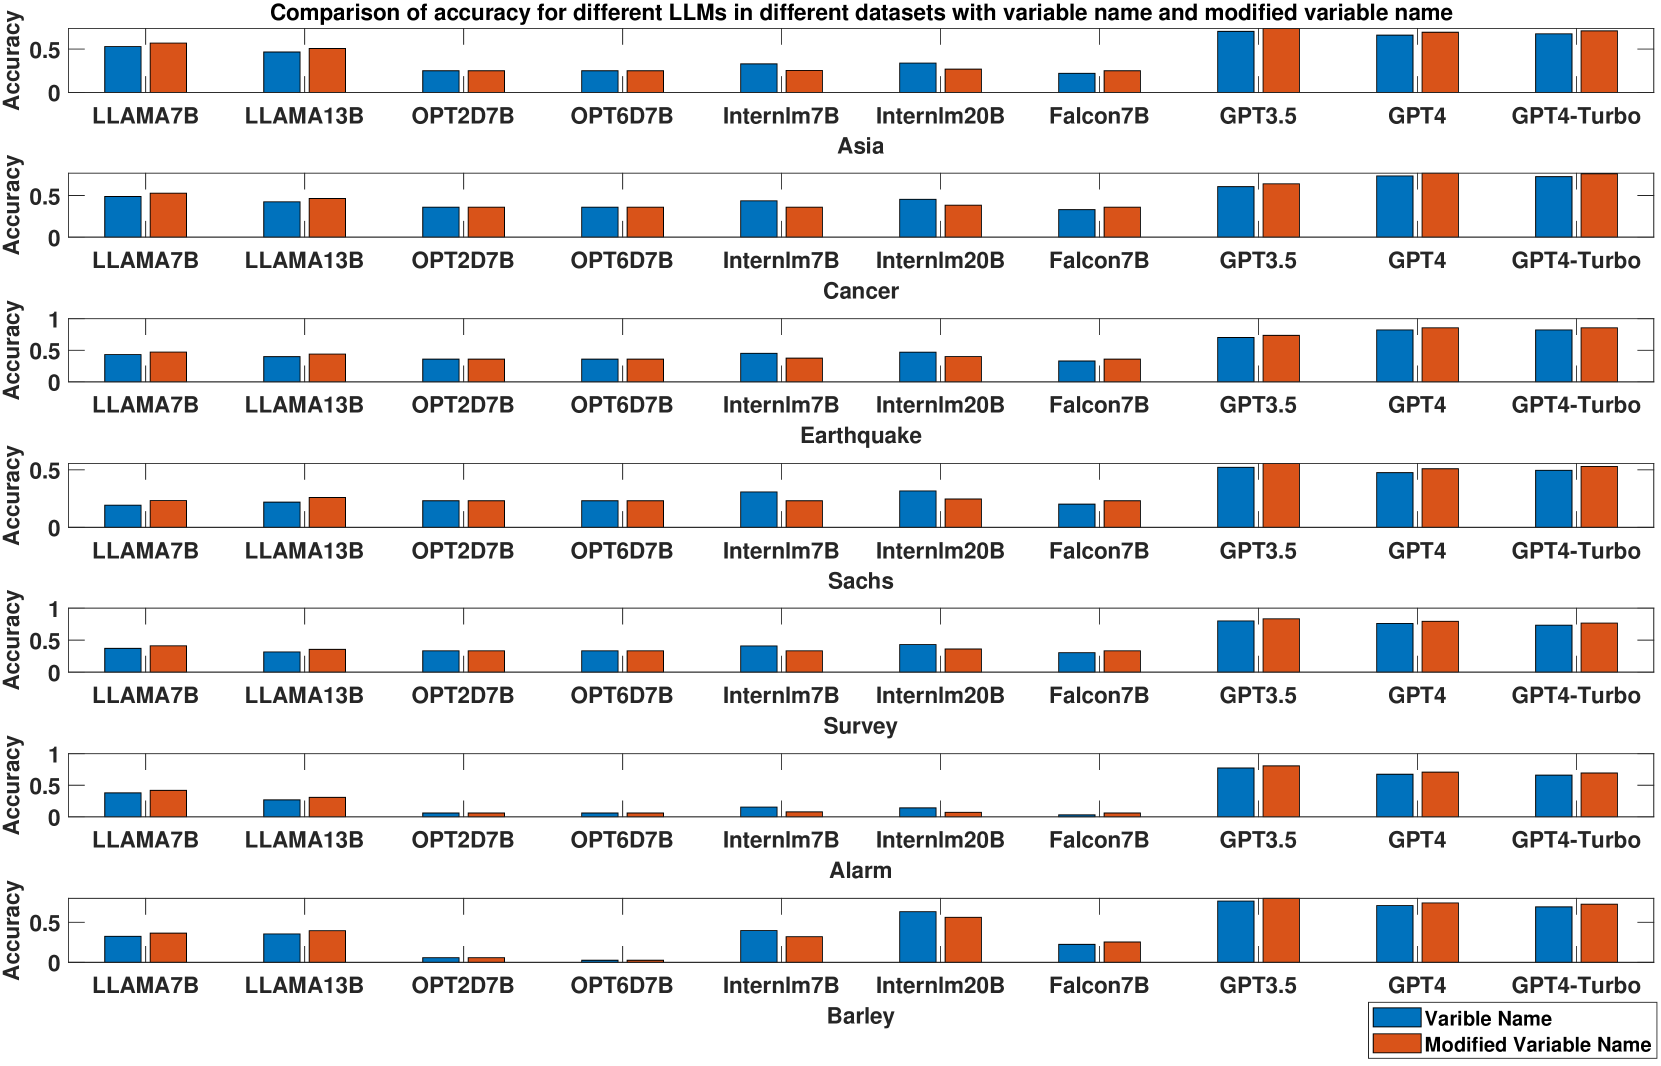 Comparison of accuracy for different LLMs in different datasets with variable name and modified variable name
Accuracy
0.5
0
LLAMA7B LLAMA13B OPT2D7B OPT6D7B Internlm7B Internlm20B Falcon7B GPT3.5 GPT4 GPT4-Turbo
Asia
Accuracy
0.5
0
LLAMA7B LLAMA13B OPT2D7B OPT6D7B Internlm7B Internlm20B Falcon7B GPT3.5 GPT4 GPT4-Turbo
Cancer
Accuracy
1
0.5
0
LLAMA7B LLAMA13B OPT2D7B OPT6D7B Internlm7B Internlm20B Falcon7B GPT3.5 GPT4 GPT4-Turbo
Earthquake
Accuracy
0.5
0
LLAMA7B LLAMA13B OPT2D7B OPT6D7B Internlm7B Internlm20B Falcon7B GPT3.5 GPT4 GPT4-Turbo
Sachs
Accuracy
1
0.5
0
LLAMA7B LLAMA13B OPT2D7B OPT6D7B Internlm7B Internlm20B Falcon7B GPT3.5 GPT4 GPT4-Turbo
Survey
Accuracy
1
0.5
0
LLAMA7B LLAMA13B OPT2D7B OPT6D7B Internlm7B Internlm20B Falcon7B GPT3.5 GPT4 GPT4-Turbo
Alarm
Accuracy
0.5
0
LLAMA7B LLAMA13B OPT2D7B OPT6D7B Internlm7B Internlm20B Falcon7B GPT3.5 GPT4 GPT4-Turbo
Barley
Varible Name
Modified Variable Name